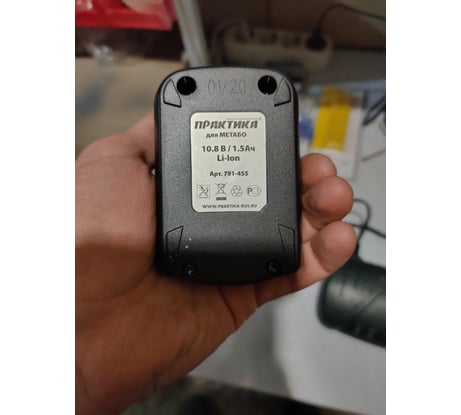 01/20
ПРАКТИКА
для МЕТАБО
10.8 В / 1.5Ач
Li-Ion
Арт. 791-455
WWW.PRAKTIKA-RUS.RU